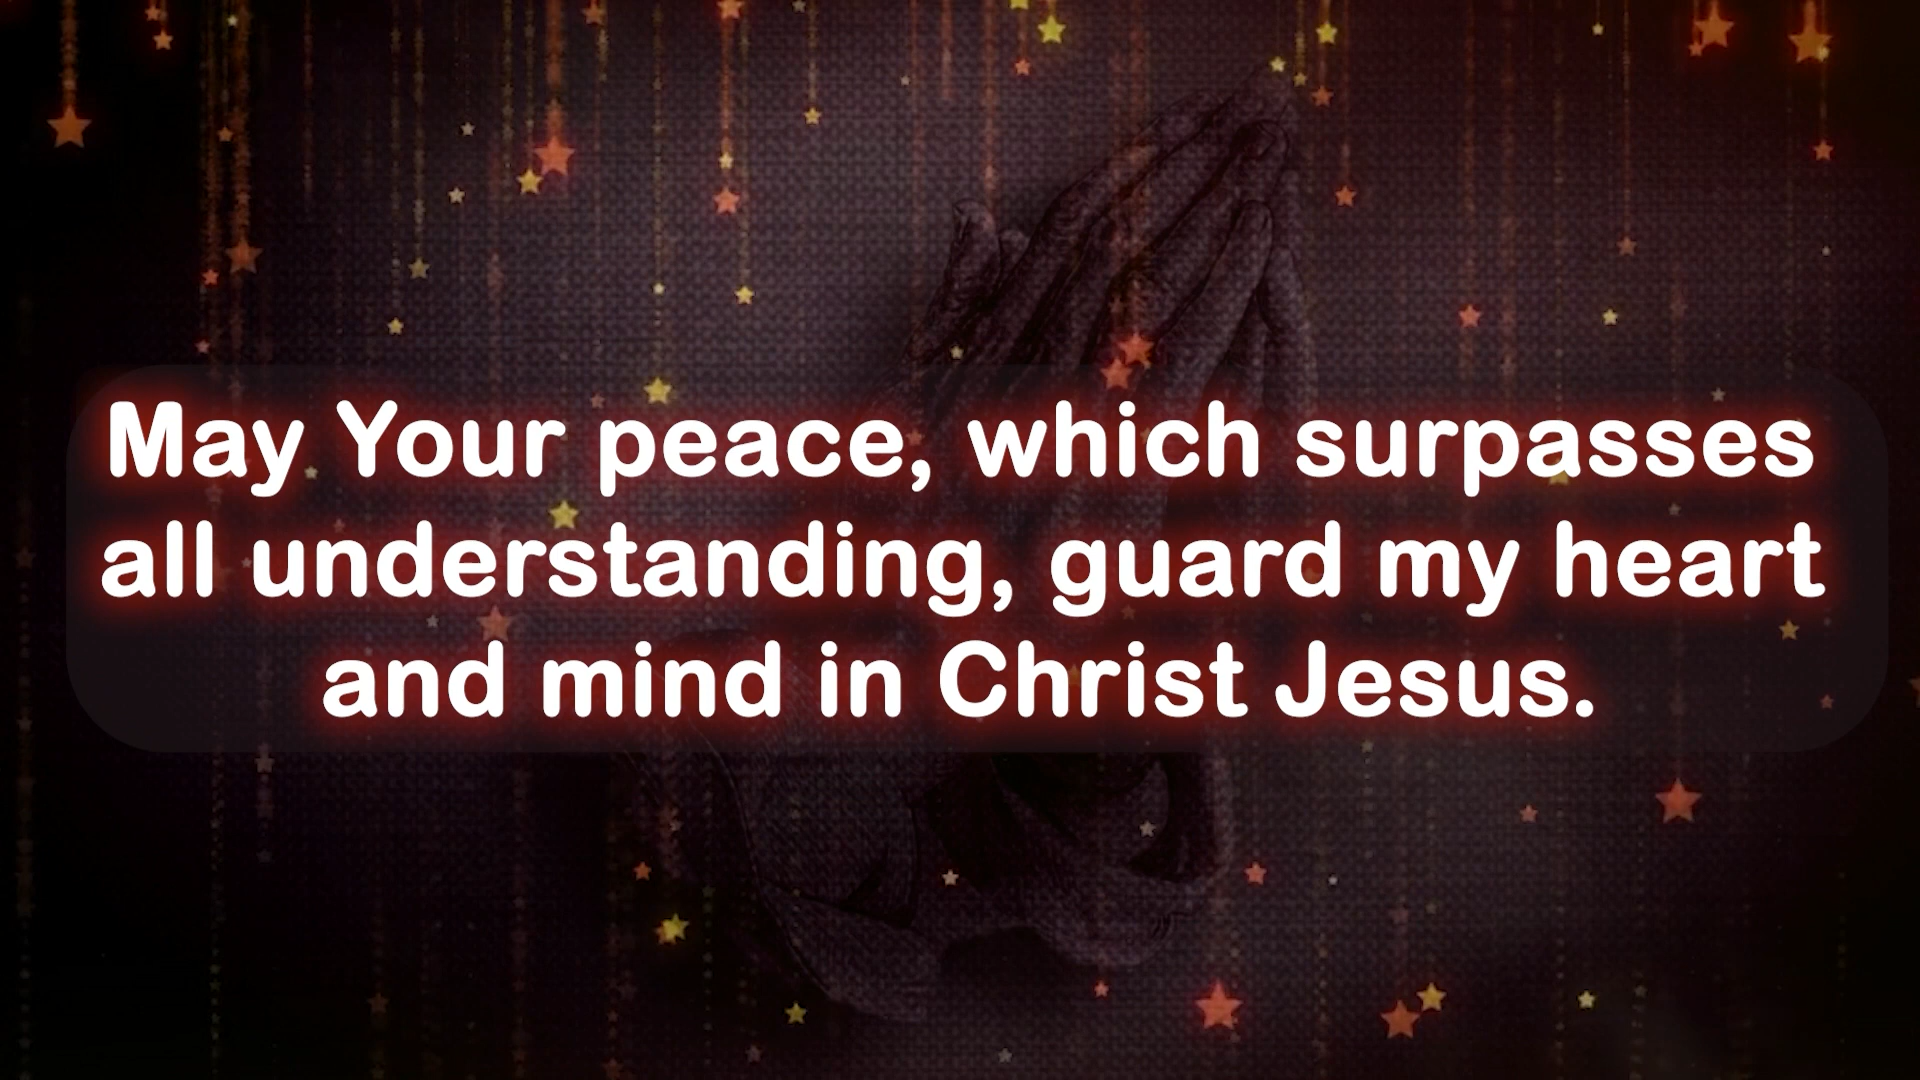 May Your peace, which surpasses
all understanding, guard my heart
and mind in Christ Jesus.